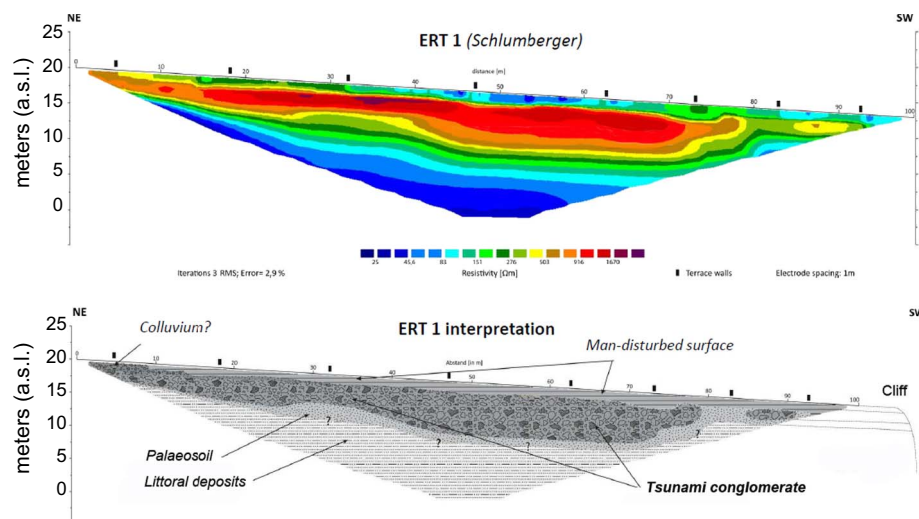 NE
SW
ERT 1 (Schlumberger)
meters (a.s.l.)
25
20
15
10
5
0
distance [m]
0
10
20
30
40
50
60
70
80
90
100
25
45,6
83
151
276
503
916
1670
Iterations 3 RMS; Error= 2,9 %
Resistivity [Ωm]
Terrace walls
Electrode spacing: 1m
NE
SW
ERT 1 interpretation
Colluvium?
Man-disturbed surface
Cliff
meters (a.s.l.)
25
20
15
10
5
0
Abstand [in m]
0
10
20
30
40
50
60
70
80
90
100
?
?
?
?
Palaeosoil
Littoral deposits
Tsunami conglomerate